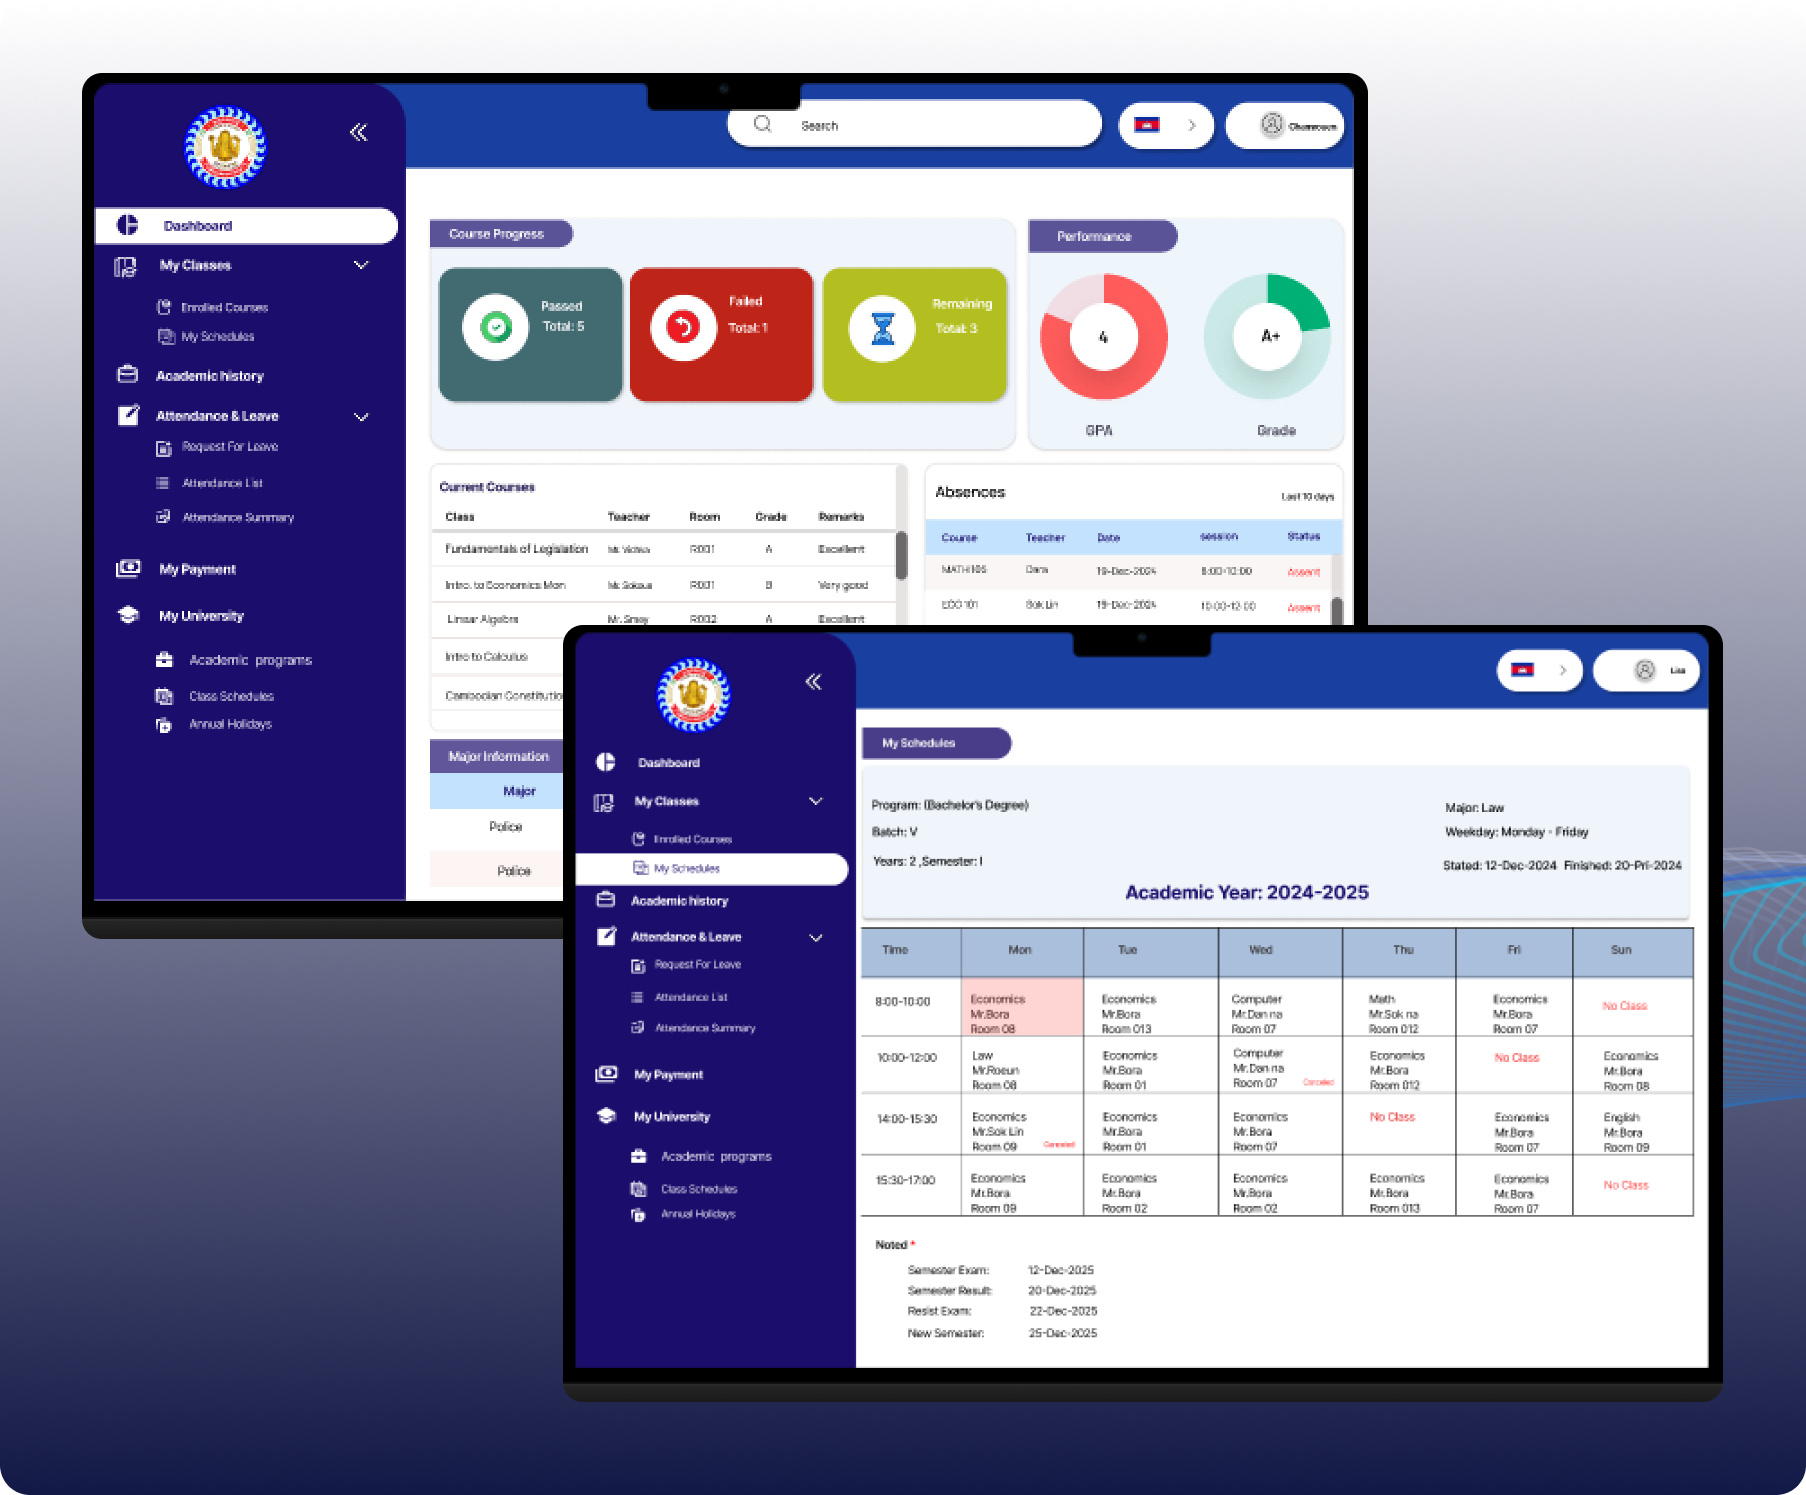 Search
Dashboard
My Classes
Enrolled Courses
My Schedules
Academic history
Attendance & Leave
Request For Leave
Attendance List
Attendance Summary
My Payment
My University
Academic programs
Class Schedules
Annual Holidays
Course Progress
Passed
Total: 5
Failed
Total: 1
Remaining
Total: 3
Performance
4
GPA
A+
Grade
Current Courses
Class Teacher Room Grade Remarks
Fundamentals of Legislation R001 A Excellent
Intro. to Economics Mon R001 B Very good
Linear Algebra Mr. Smey R002 A Excellent
Intro to Calculus
Cambodian Constitutio
Absences
Last 10 days
Course Teacher Date session Status
MATH 105 Dara 19-Dec-2024 8:00-10:00 Assent
ECO 101 Sok Lin 19-Dec-2024 10:00-12:00 Assent
Major Information
Major
Police
Police
Lisa
Dashboard
My Classes
Enrolled Courses
My Schedules
Academic history
Attendance & Leave
Request For Leave
Attendance List
Attendance Summary
My Payment
My University
Academic programs
Class Schedules
Annual Holidays
My Schedules
Program: (Bachelor's Degree)
Major: Law
Batch: V
Weekday: Monday - Friday
Years: 2 ,Semester: I
Stated: 12-Dec-2024 Finished: 20-Pri-2024
Academic Year: 2024-2025
Time Mon Tue Wed Thu Fri Sun
8:00-10:00
Economics
Mr.Bora
Room 08
Economics
Mr.Bora
Room 013
Computer
Mr.Dan na
Room 07
Math
Mr.Sok na
Room 012
Economics
Mr.Bora
Room 07
No Class
10:00-12:00
Law
Mr.Roeun
Room 08
Economics
Mr.Bora
Room 01
Computer
Mr.Dan na
Room 07
Canceled
Economics
Mr.Bora
Room 012
No Class
Economics
Mr.Bora
Room 08
14:00-15:30
Economics
Mr.Sok Lin
Room 09
Canceled
Economics
Mr.Bora
Room 01
Economics
Mr.Bora
Room 07
No Class
Economics
Mr.Bora
Room 07
English
Mr.Bora
Room 09
15:30-17:00
Economics
Mr.Bora
Room 09
Economics
Mr.Bora
Room 02
Economics
Mr.Bora
Room 02
Economics
Mr.Bora
Room 013
Economics
Mr.Bora
Room 07
No Class
Noted *
Semester Exam: 12-Dec-2025
Semester Result: 20-Dec-2025
Resist Exam: 22-Dec-2025
New Semester: 25-Dec-2025